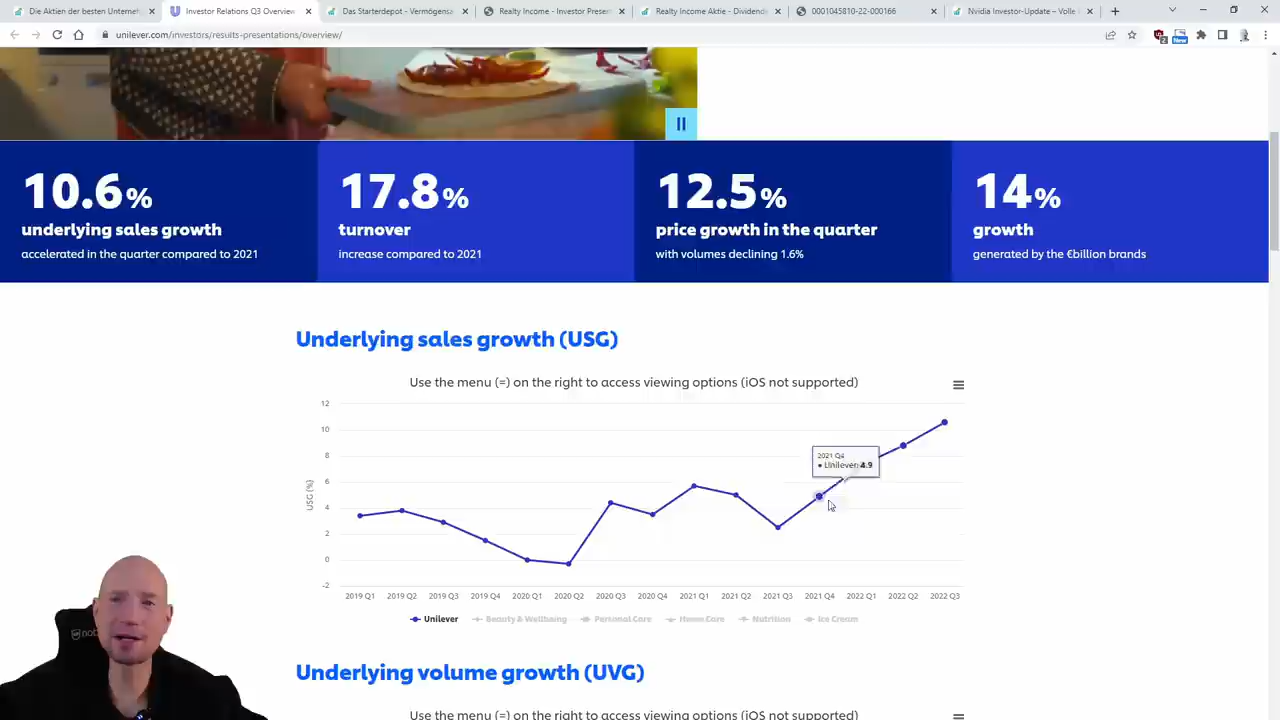 Die Aktien der besten Unterneh
Investor Relations Q3 Overview
Das Starterdepot – Vermögensa
Realty Income - Investor Presen
Realty Income Aktie – Dividend
0001045810-22-000166
Nvidia Investor-Update – Volle
unilever.com/investors/results-presentations/overview/
2
New
10.6%
underlying sales growth
accelerated in the quarter compared to 2021
17.8%
turnover
increase compared to 2021
12.5%
price growth in the quarter
with volumes declining 1.6%
14%
growth
generated by the €billion brands
Underlying sales growth (USG)
Use the menu (=) on the right to access viewing options (iOS not supported)
12
10
8
6
4
2
0
-2
USG (%)
2021 Q4
Unilever: 4.9
2019 Q1 2019 Q2 2019 Q3 2019 Q4 2020 Q1 2020 Q2 2020 Q3 2020 Q4 2021 Q1 2021 Q2 2021 Q3 2021 Q4 2022 Q1 2022 Q2 2022 Q3
Unilever Beauty & Wellbeing Personal Care Home Care Nutrition Ice Cream
Underlying volume growth (UVG)
Use the menu (=) on the right to access viewing options (iOS not supported)